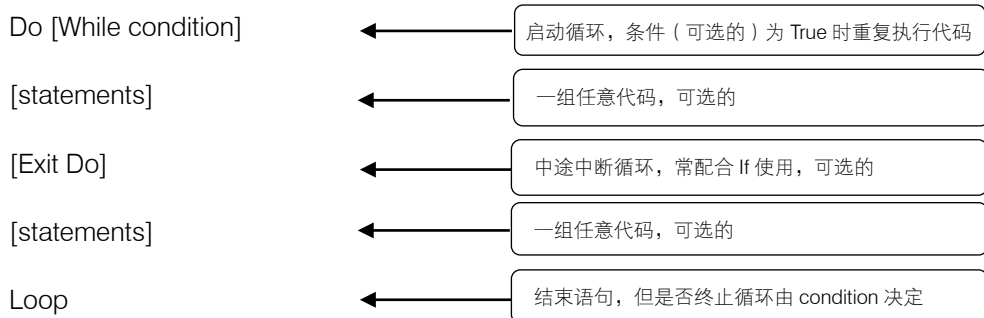 Do [While condition]
启动循环，条件（可选的）为 True 时重复执行代码
[statements]
一组任意代码，可选的
[Exit Do]
中途中断循环，常配合 If 使用，可选的
[statements]
一组任意代码，可选的
Loop
结束语句，但是否终止循环由 condition 决定